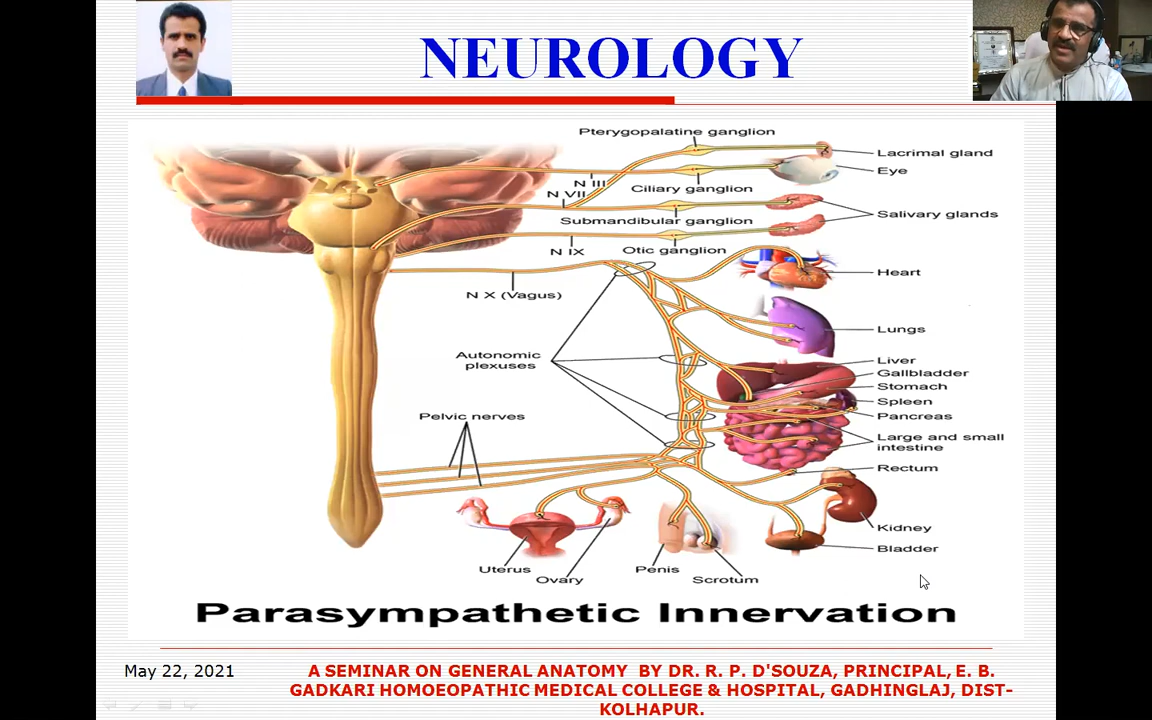 NEUROLOGY
Pterygopalatine ganglion
Lacrimal gland
Eye
N III
Ciliary ganglion
N VII
Salivary glands
Submandibular ganglion
N IX
Otic ganglion
Heart
N X (Vagus)
Lungs
Autonomic
plexuses
Liver
Gallbladder
Stomach
Spleen
Pancreas
Pelvic nerves
Large and small
intestine
Rectum
Kidney
Bladder
Uterus
Ovary
Penis
Scrotum
Parasympathetic Innervation
May 22, 2021
A SEMINAR ON GENERAL ANATOMY BY DR. R. P. D'SOUZA, PRINCIPAL, E. B.
GADKARI HOMOEOPATHIC MEDICAL COLLEGE & HOSPITAL, GADHINGLAJ, DIST-
KOLHAPUR.